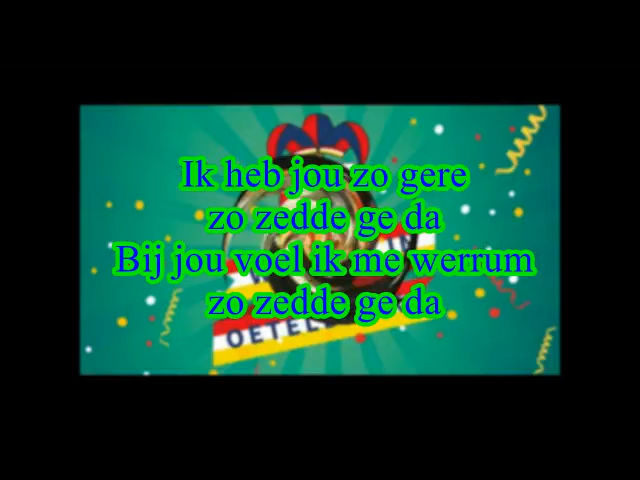 Ik heb jou zo gere
zo zedde ge da
Bij jou voel ik me werrum
zo zedde ge da
OETEL